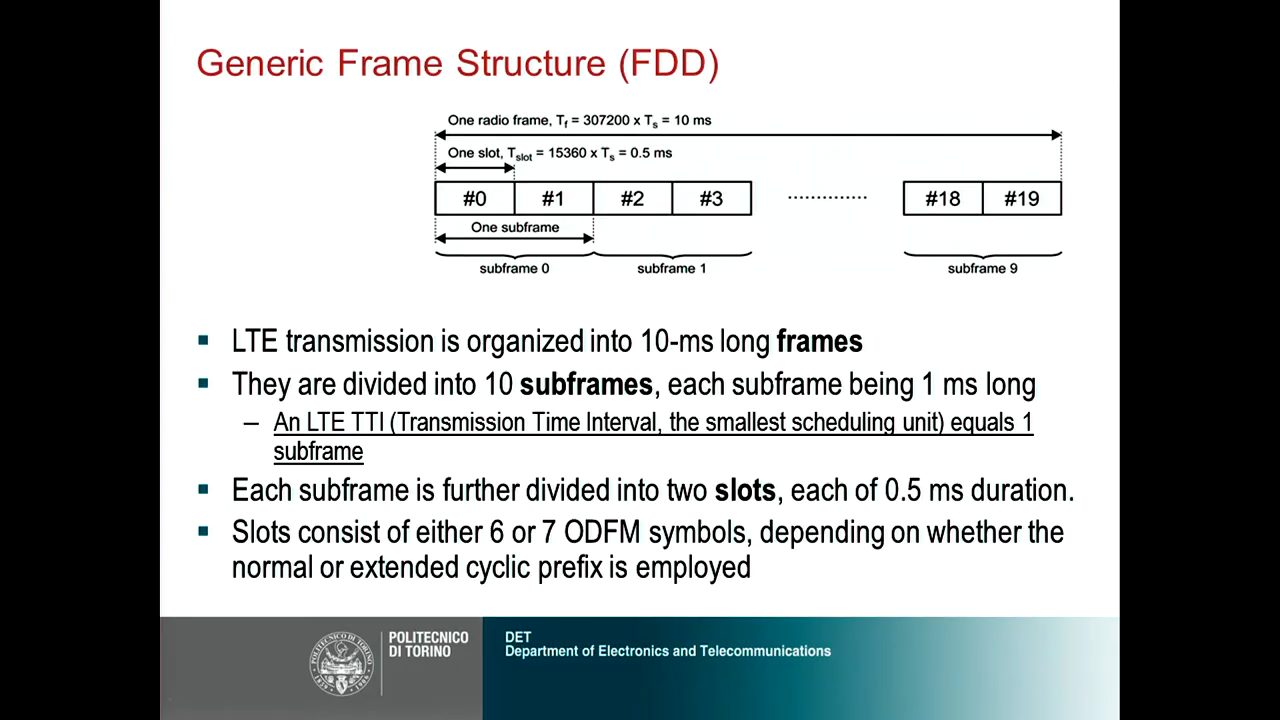 Generic Frame Structure (FDD)
One radio frame, Tf = 307200 x Ts = 10 ms
One slot, Tslot = 15360 x Ts = 0.5 ms
#0 #1 #2 #3 .............. #18 #19
One subframe
subframe 0 subframe 1 subframe 9
▪ LTE transmission is organized into 10-ms long frames
▪ They are divided into 10 subframes, each subframe being 1 ms long
– An LTE TTI (Transmission Time Interval, the smallest scheduling unit) equals 1
subframe
▪ Each subframe is further divided into two slots, each of 0.5 ms duration.
▪ Slots consist of either 6 or 7 ODFM symbols, depending on whether the
normal or extended cyclic prefix is employed
POLITECNICO
DI TORINO
DET
Department of Electronics and Telecommunications